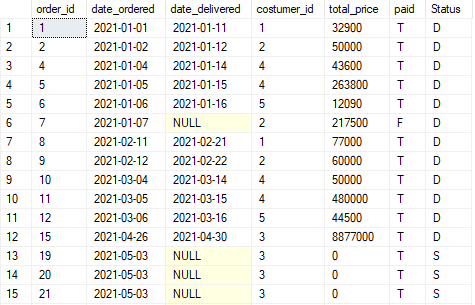 order_id date_ordered date_delivered costumer_id total_price paid Status
1 1 2021-01-01 2021-01-11 1 32900 T D
2 2 2021-01-02 2021-01-12 2 50000 T D
3 4 2021-01-04 2021-01-14 4 43600 T D
4 5 2021-01-05 2021-01-15 4 263800 T D
5 6 2021-01-06 2021-01-16 5 12090 T D
6 7 2021-01-07 NULL 2 217500 F D
7 8 2021-02-11 2021-02-21 1 77000 T D
8 9 2021-02-12 2021-02-22 2 60000 T D
9 10 2021-03-04 2021-03-14 4 50000 T D
10 11 2021-03-05 2021-03-15 4 480000 T D
11 12 2021-03-06 2021-03-16 5 44500 T D
12 15 2021-04-26 2021-04-30 3 8877000 T D
13 19 2021-05-03 NULL 3 0 T S
14 20 2021-05-03 NULL 3 0 T S
15 21 2021-05-03 NULL 3 0 T S